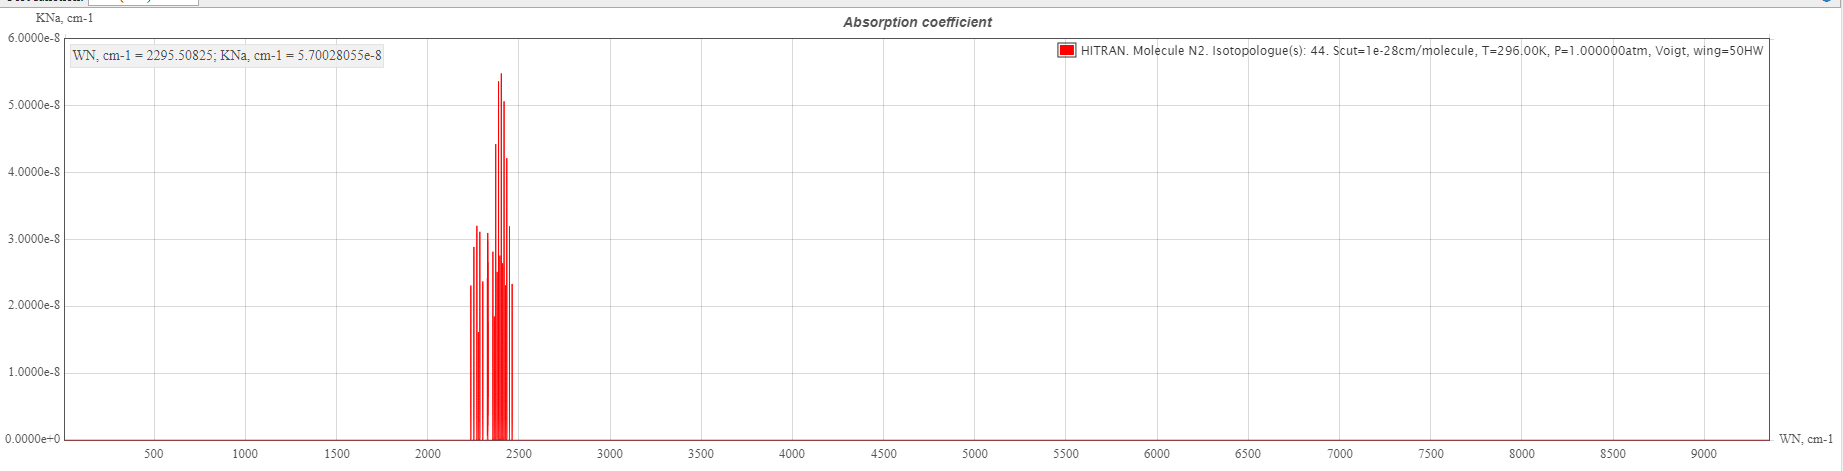 KNa, cm-1
Absorption coefficient
6.0000e-8
WN, cm-1 = 2295.50825; KNa, cm-1 = 5.70028055e-8
HITRAN. Molecule N2. Isotopologue(s): 44. Scut=1e-28cm/molecule, T=296.00K, P=1.000000atm, Voigt, wing=50HW
5.0000e-8
4.0000e-8
3.0000e-8
2.0000e-8
1.0000e-8
0.0000e+0
WN, cm-1
500 1000 1500 2000 2500 3000 3500 4000 4500 5000 5500 6000 6500 7000 7500 8000 8500 9000